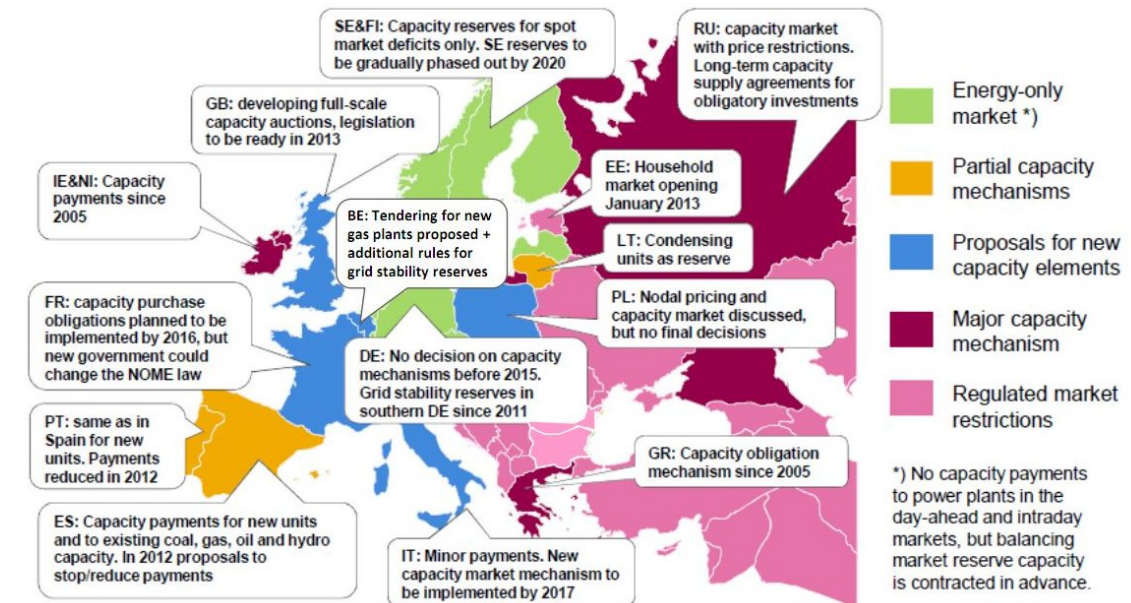 SE&FI: Capacity reserves for spot
market deficits only. SE reserves to
be gradually phased out by 2020
RU: capacity market
with price restrictions.
Long-term capacity
supply agreements for
obligatory investments
GB: developing full-scale
capacity auctions, legislation
to be ready in 2013
IE&NI: Capacity
payments since
2005
EE: Household
market opening
January 2013
BE: Tendering for new
gas plants proposed +
additional rules for
grid stability reserves
LT: Condensing
units as reserve
FR: capacity purchase
obligations planned to be
implemented by 2016, but
new government could
change the NOME law
PL: Nodal pricing and
capacity market discussed,
but no final decisions
DE: No decision on capacity
mechanisms before 2015.
Grid stability reserves in
southern DE since 2011
PT: same as in
Spain for new
units. Payments
reduced in 2012
GR: Capacity obligation
mechanism since 2005
ES: Capacity payments for new units
and to existing coal, gas, oil and hydro
capacity. In 2012 proposals to
stop/reduce payments
IT: Minor payments. New
capacity market mechanism to
be implemented by 2017
Energy-only
market *)
Partial capacity
mechanisms
Proposals for new
capacity elements
Major capacity
mechanism
Regulated market
restrictions
*) No capacity payments
to power plants in the
day-ahead and intraday
markets, but balancing
market reserve capacity
is contracted in advance.